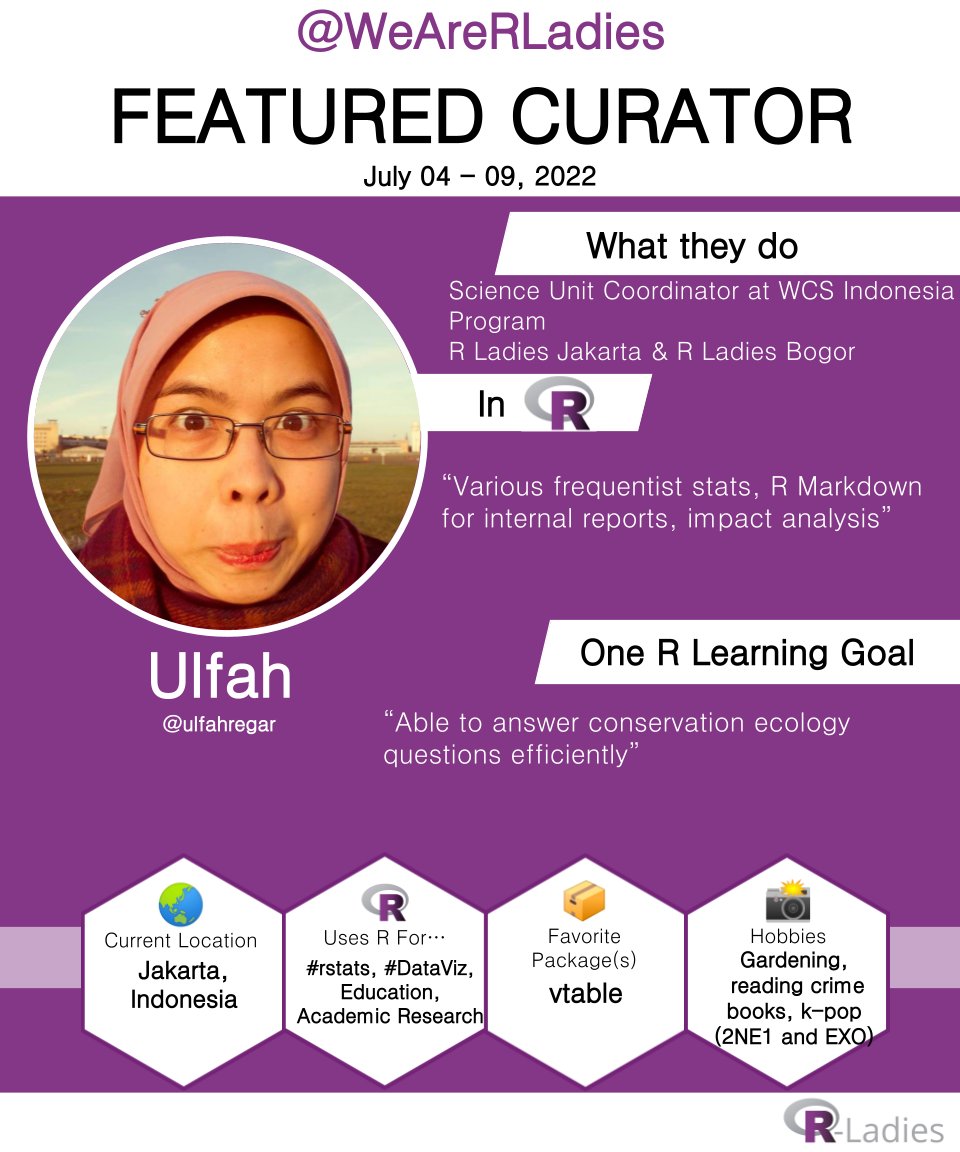 @WeAreRLadies
FEATURED CURATOR
July 04 – 09, 2022
What they do
Science Unit Coordinator at WCS Indonesia
Program
R Ladies Jakarta & R Ladies Bogor
In R
“Various frequentist stats, R Markdown
for internal reports, impact analysis”
Ulfah
@ulfahregar
One R Learning Goal
“Able to answer conservation ecology
questions efficiently”
Current Location
Jakarta,
Indonesia
R
Uses R For…
#rstats, #DataViz,
Education,
Academic Research
Favorite
Package(s)
vtable
Hobbies
Gardening,
reading crime
books, k-pop
(2NE1 and EXO)
R-Ladies